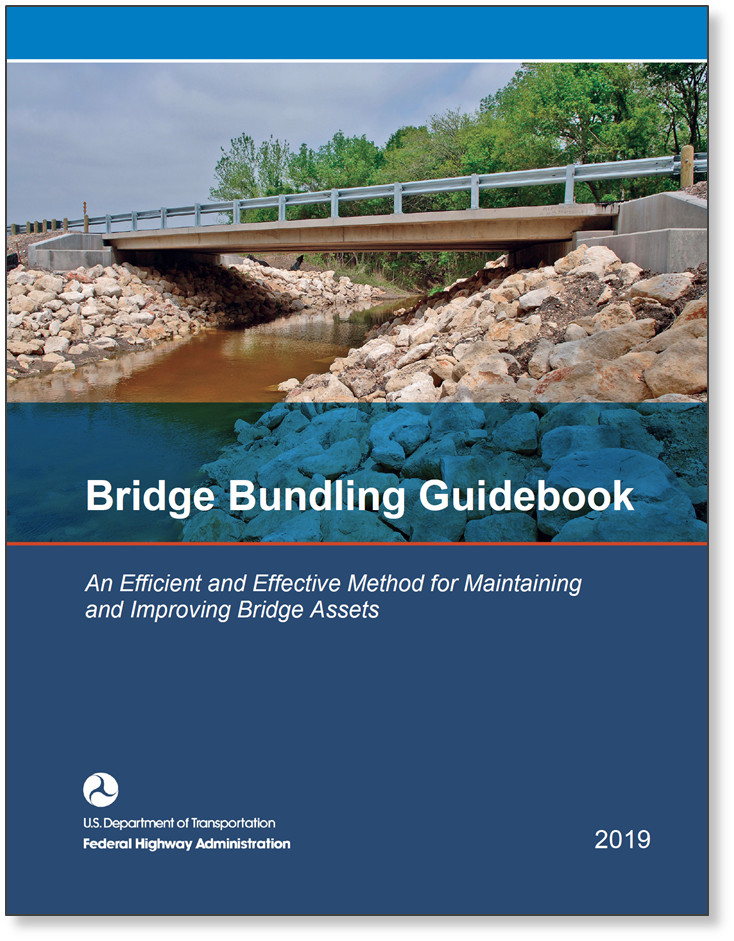 Bridge Bundling Guidebook
An Efficient and Effective Method for Maintaining
and Improving Bridge Assets
U.S. Department of Transportation
Federal Highway Administration
2019